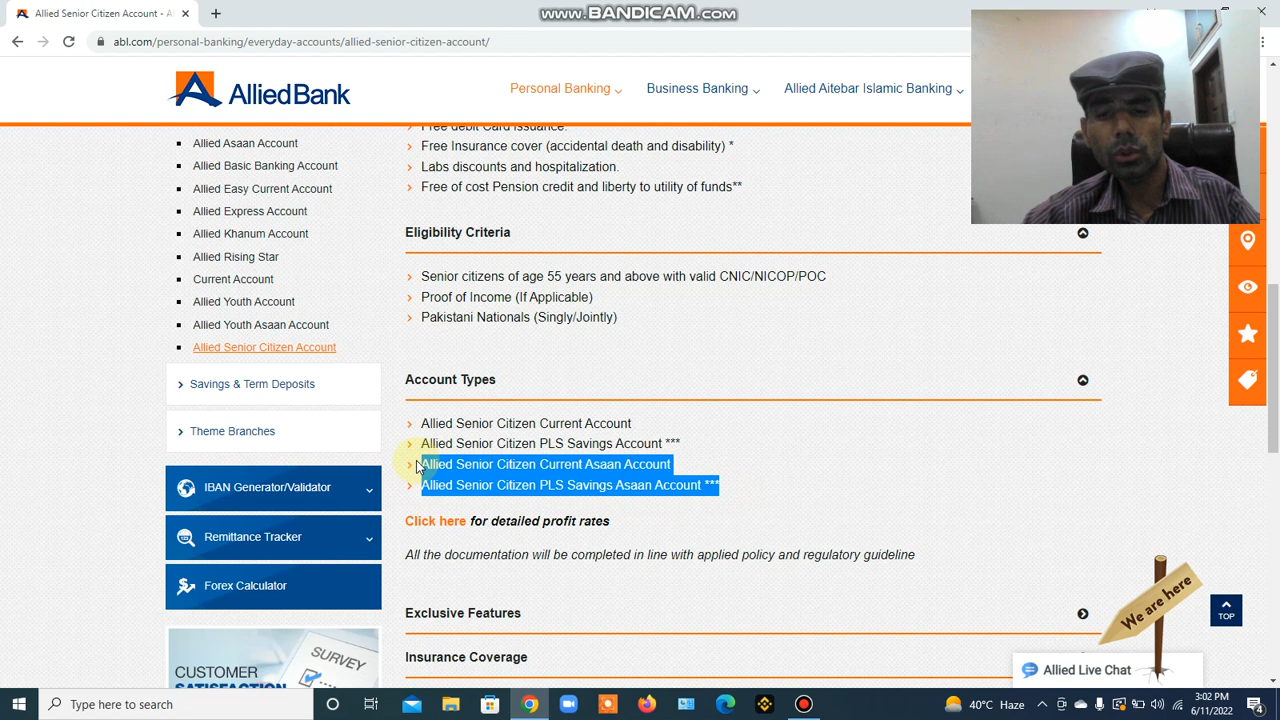 Allied Senior Citizen Account - A
www.BANDICAM.com
abl.com/personal-banking/everyday-accounts/allied-senior-citizen-account/
Allied Bank
Personal Banking
Business Banking
Allied Aitebar Islamic Banking
Allied Asaan Account
Allied Basic Banking Account
Allied Easy Current Account
Allied Express Account
Allied Khanum Account
Allied Rising Star
Current Account
Allied Youth Account
Allied Youth Asaan Account
Allied Senior Citizen Account
Savings & Term Deposits
Theme Branches
IBAN Generator/Validator
Remittance Tracker
Forex Calculator
CUSTOMER
SATISFACTION
SURVEY
Free debit Card issuance.
Free Insurance cover (accidental death and disability) *
Labs discounts and hospitalization.
Free of cost Pension credit and liberty to utility of funds**
Eligibility Criteria
Senior citizens of age 55 years and above with valid CNIC/NICOP/POC
Proof of Income (If Applicable)
Pakistani Nationals (Singly/Jointly)
Account Types
Allied Senior Citizen Current Account
Allied Senior Citizen PLS Savings Account ***
Allied Senior Citizen Current Asaan Account
Allied Senior Citizen PLS Savings Asaan Account ***
Click here for detailed profit rates
All the documentation will be completed in line with applied policy and regulatory guideline
Exclusive Features
Insurance Coverage
We are here
TOP
Allied Live Chat
Type here to search
40°C Haze
3:02 PM
6/11/2022
4